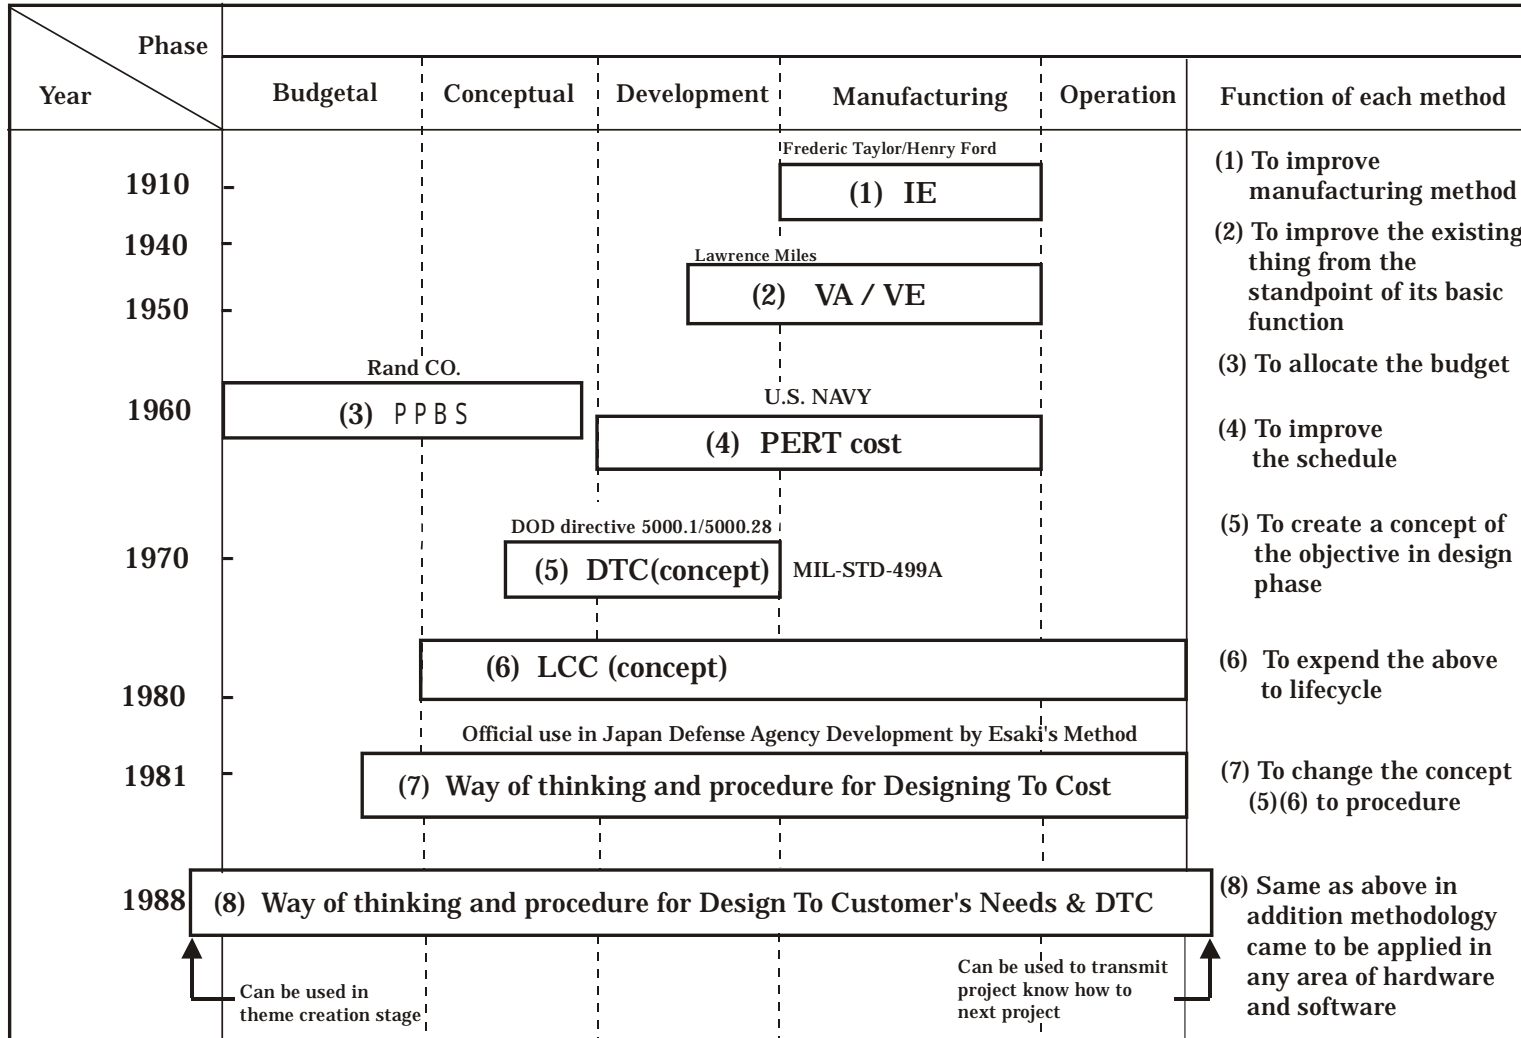 Phase
Year
Budgetal
Conceptual
Development
Manufacturing
Operation
Function of each method
Frederic Taylor/Henry Ford
1910
(1) IE
(1) To improve
manufacturing method
1940
Lawrence Miles
1950
(2) VA / VE
(2) To improve the existing
thing from the
standpoint of its basic
function
Rand CO.
1960
(3) PPBS
(3) To allocate the budget
U.S. NAVY
(4) PERT cost
(4) To improve
the schedule
DOD directive 5000.1/5000.28
1970
(5) DTC(concept)
MIL-STD-499A
(5) To create a concept of
the objective in design
phase
(6) LCC (concept)
(6) To expend the above
to lifecycle
1980
Official use in Japan Defense Agency Development by Esaki's Method
1981
(7) Way of thinking and procedure for Designing To Cost
(7) To change the concept
(5)(6) to procedure
1988
(8) Way of thinking and procedure for Design To Customer's Needs & DTC
(8) Same as above in
addition methodology
came to be applied in
any area of hardware
and software
Can be used in
theme creation stage
Can be used to transmit
project know how to
next project